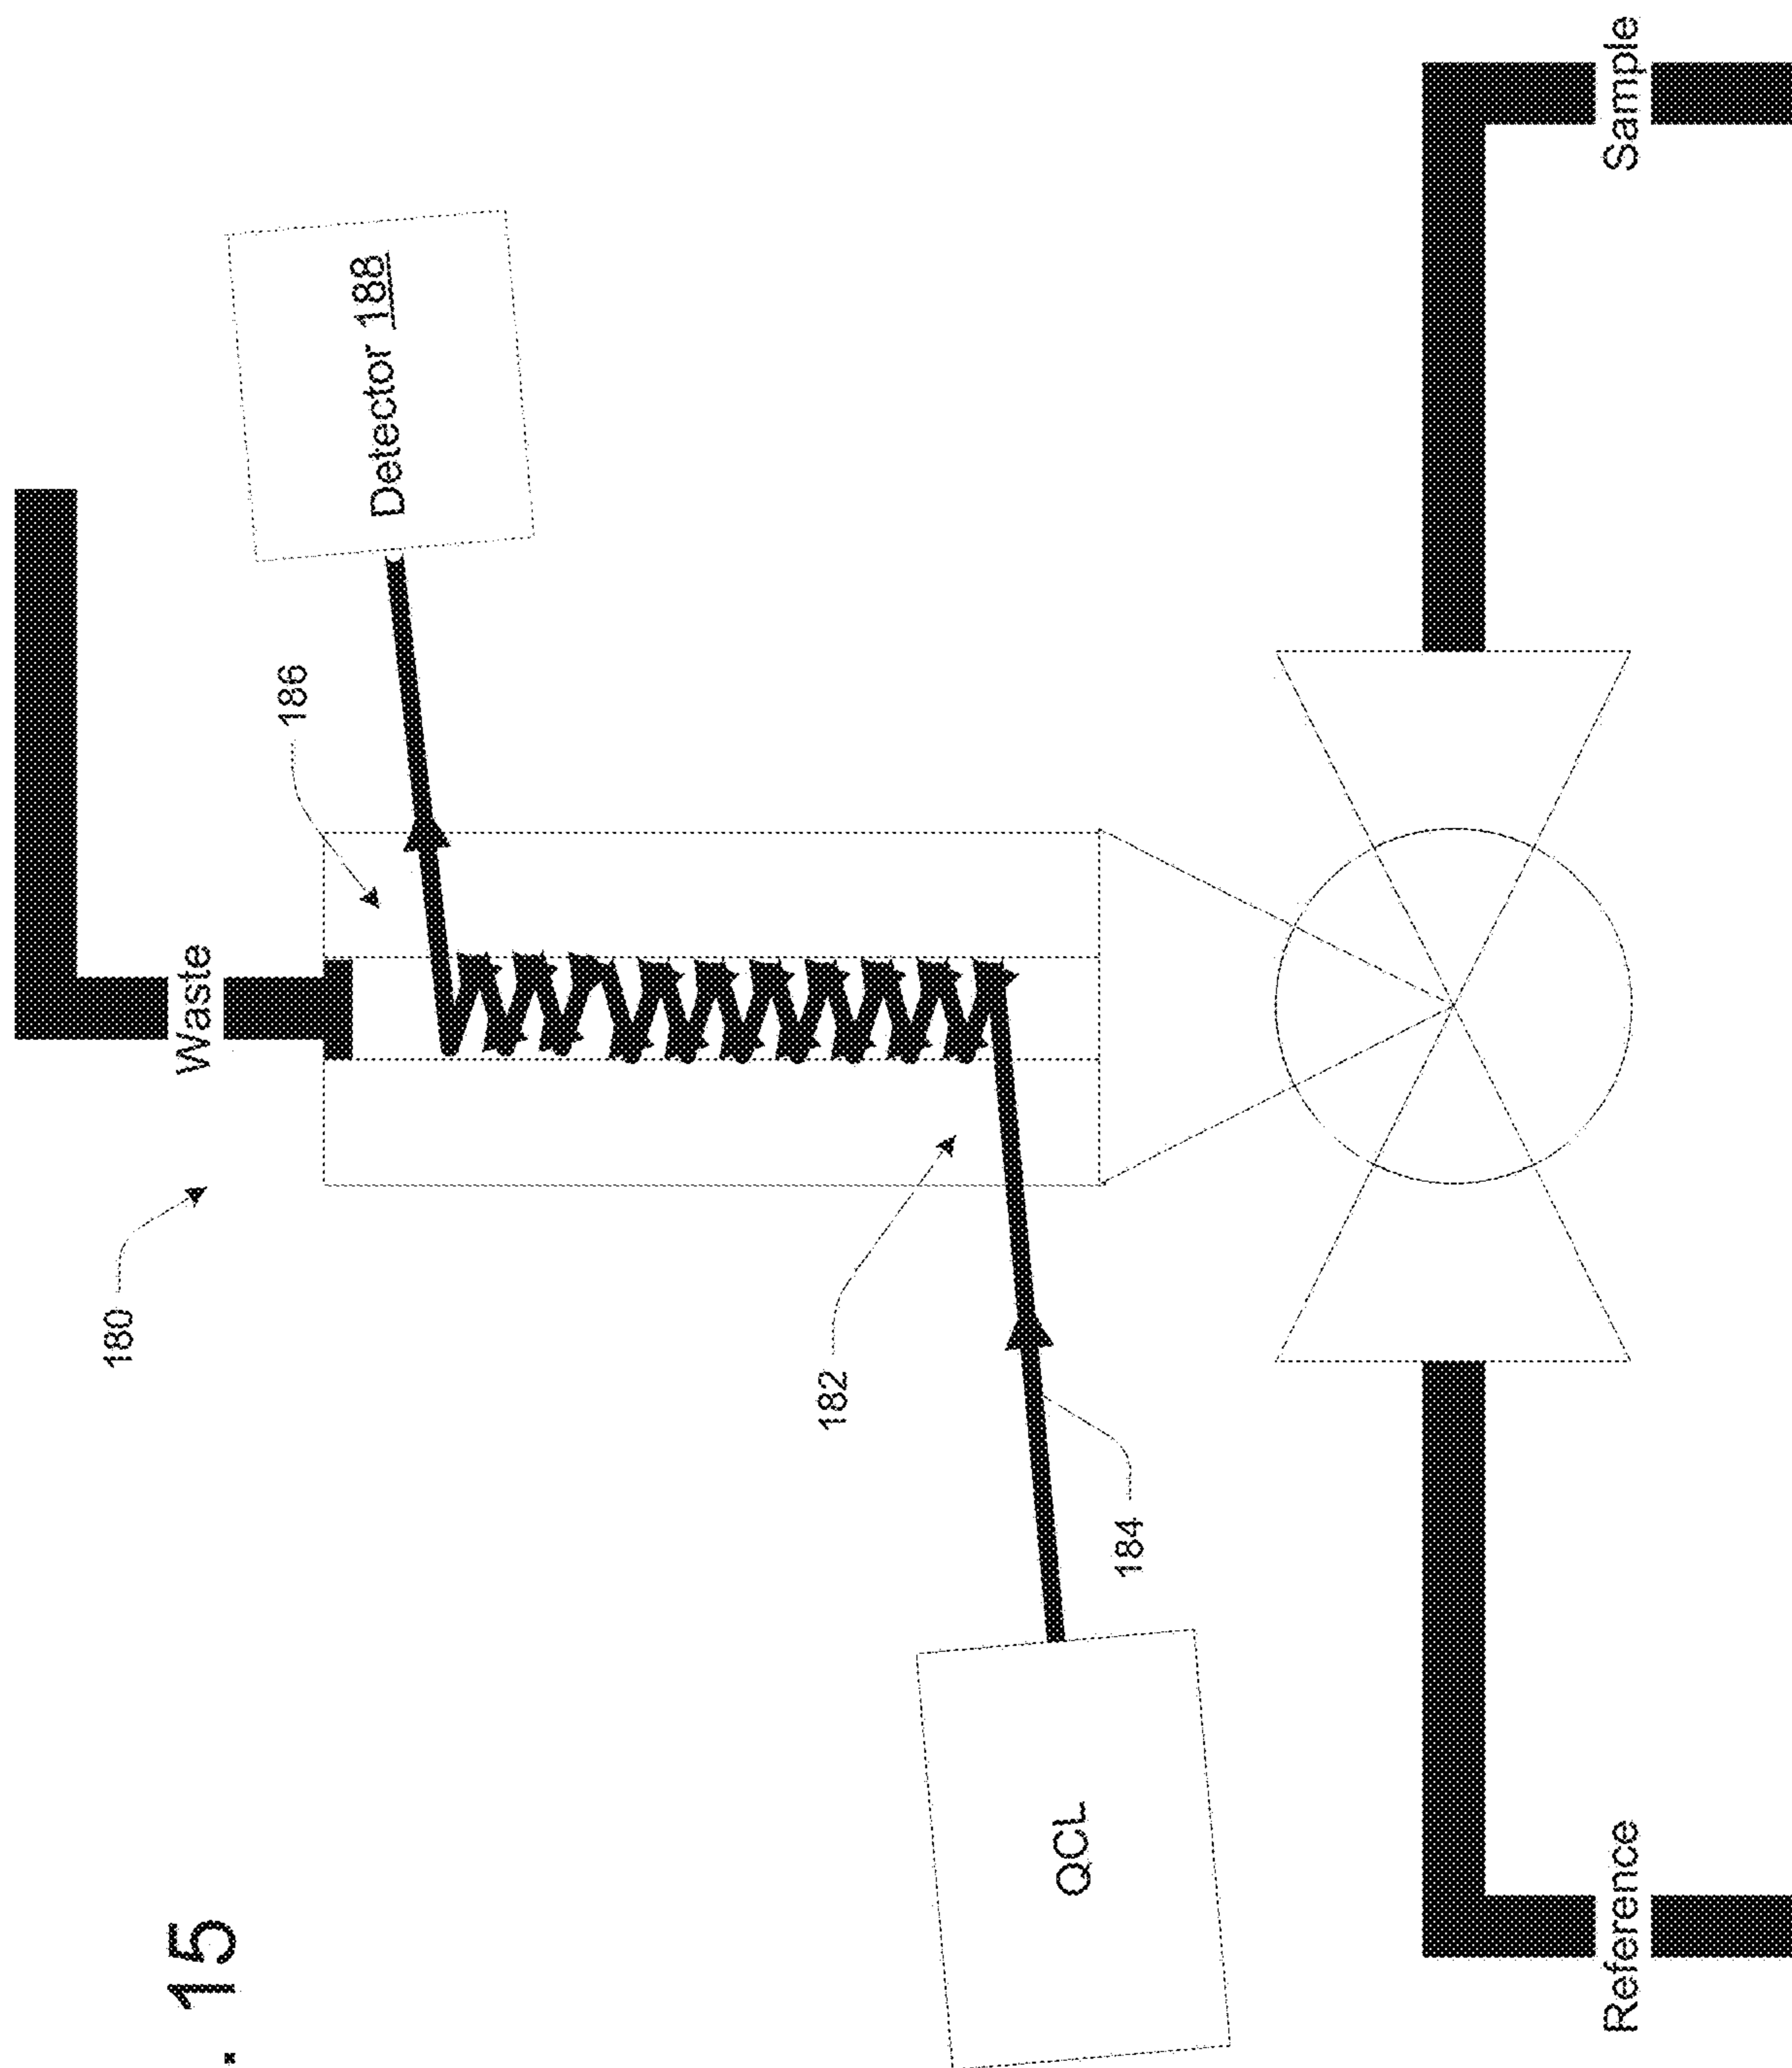 180
. 15
Waste
186
Detector 188
182
QCL
184
Reference
Sample